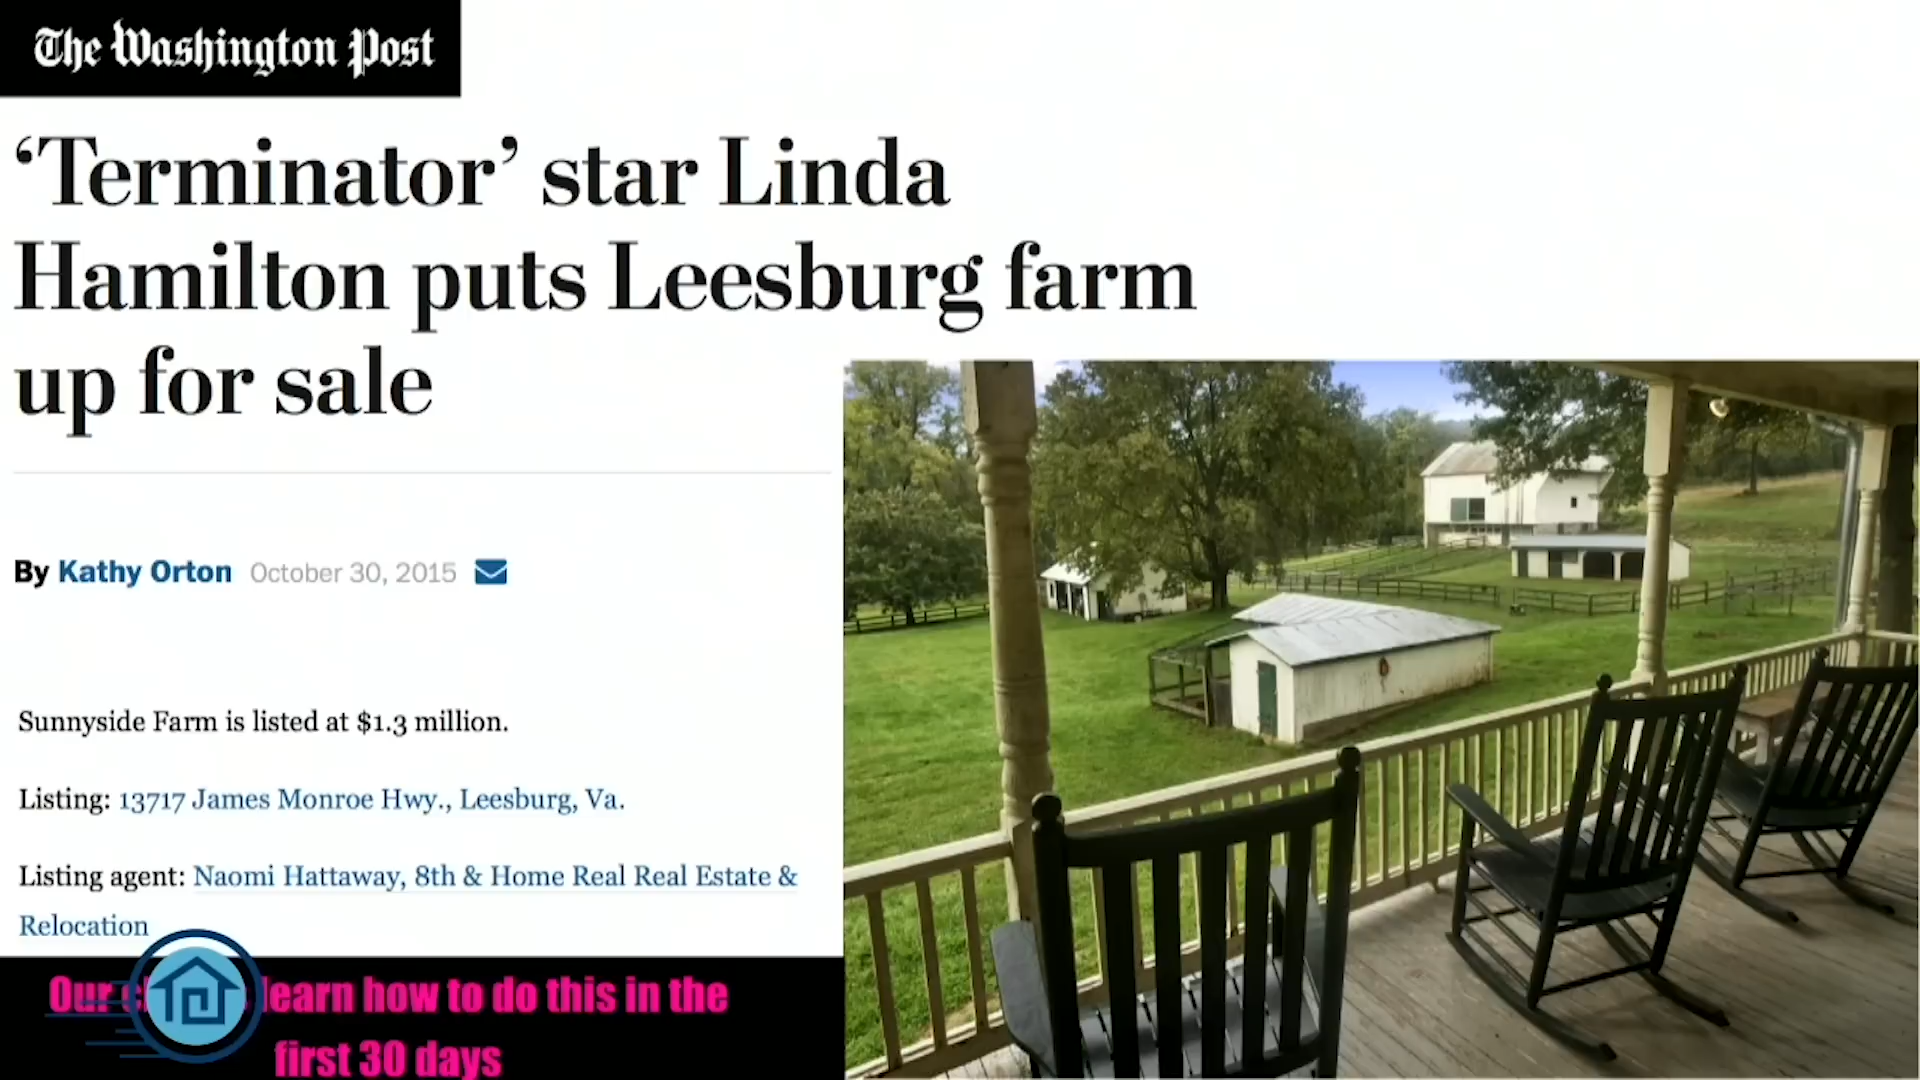 The Washington Post
‘Terminator’ star Linda
Hamilton puts Leesburg farm
up for sale
By Kathy Orton October 30, 2015
Sunnyside Farm is listed at $1.3 million.
Listing: 13717 James Monroe Hwy., Leesburg, Va.
Listing agent: Naomi Hattaway, 8th & Home Real Real Estate &
Relocation
Our learn how to do this in the
first 30 days